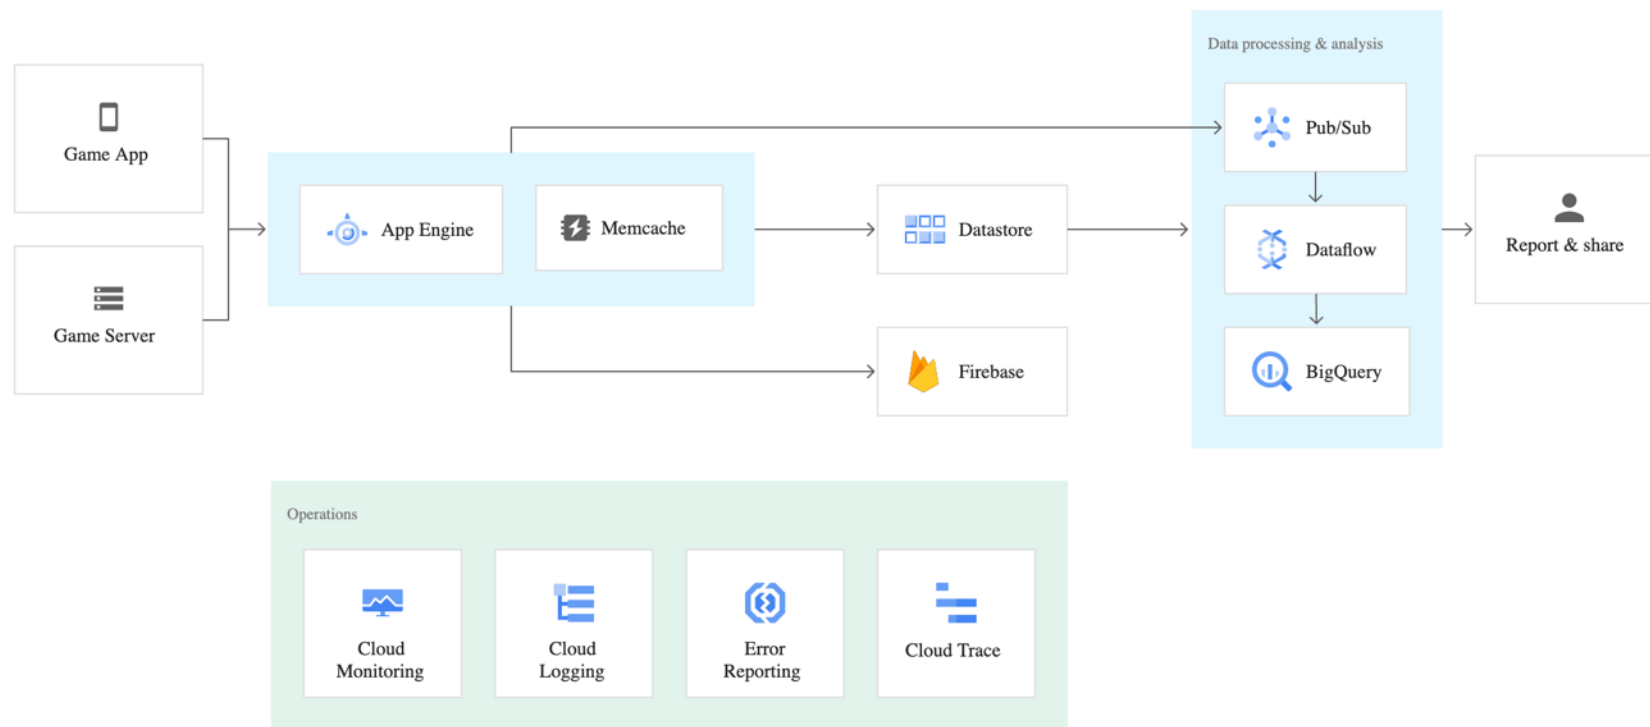 Data processing & analysis
Game App
Pub/Sub
App Engine
Memcache
Datastore
Dataflow
Report & share
Game Server
Firebase
BigQuery
Operations
Cloud
Monitoring
Cloud
Logging
Error
Reporting
Cloud Trace